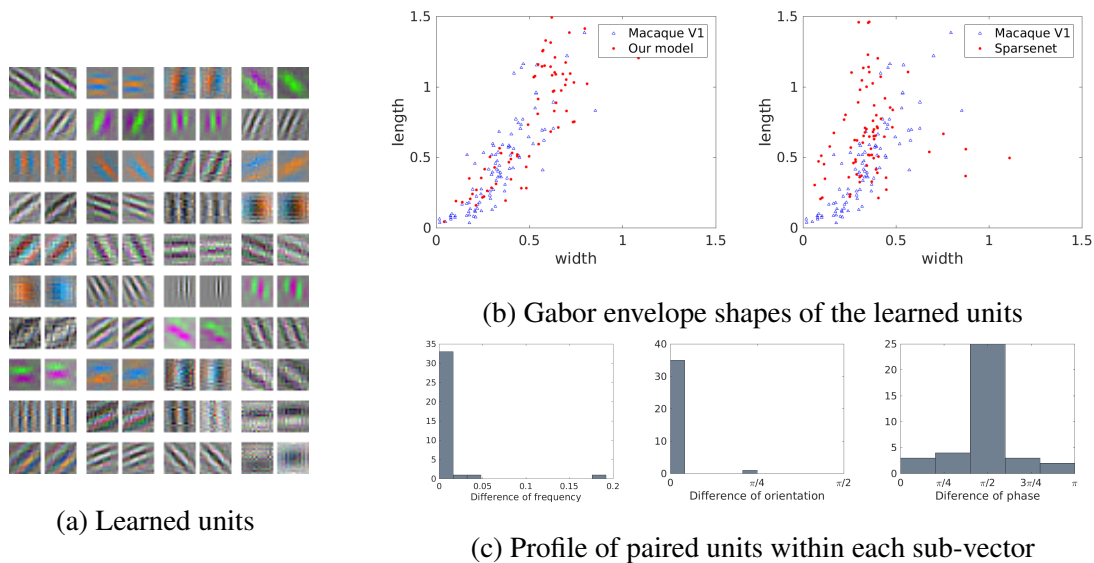 1.5
1
0.5
0
0
0.5
1
1.5
length
width
Macaque V1
Our model
1.5
1
0.5
0
0
0.5
1
1.5
length
width
Macaque V1
Sparsenet
(b) Gabor envelope shapes of the learned units
35
30
25
20
15
10
5
0
0
0.05
0.1
0.15
0.2
Difference of frequency
40
30
20
10
0
0
π/4
π/2
Difference of orientation
25
20
15
10
5
0
0
π/4
π/2
3π/4
π
Diference of phase
(a) Learned units
(c) Profile of paired units within each sub-vector